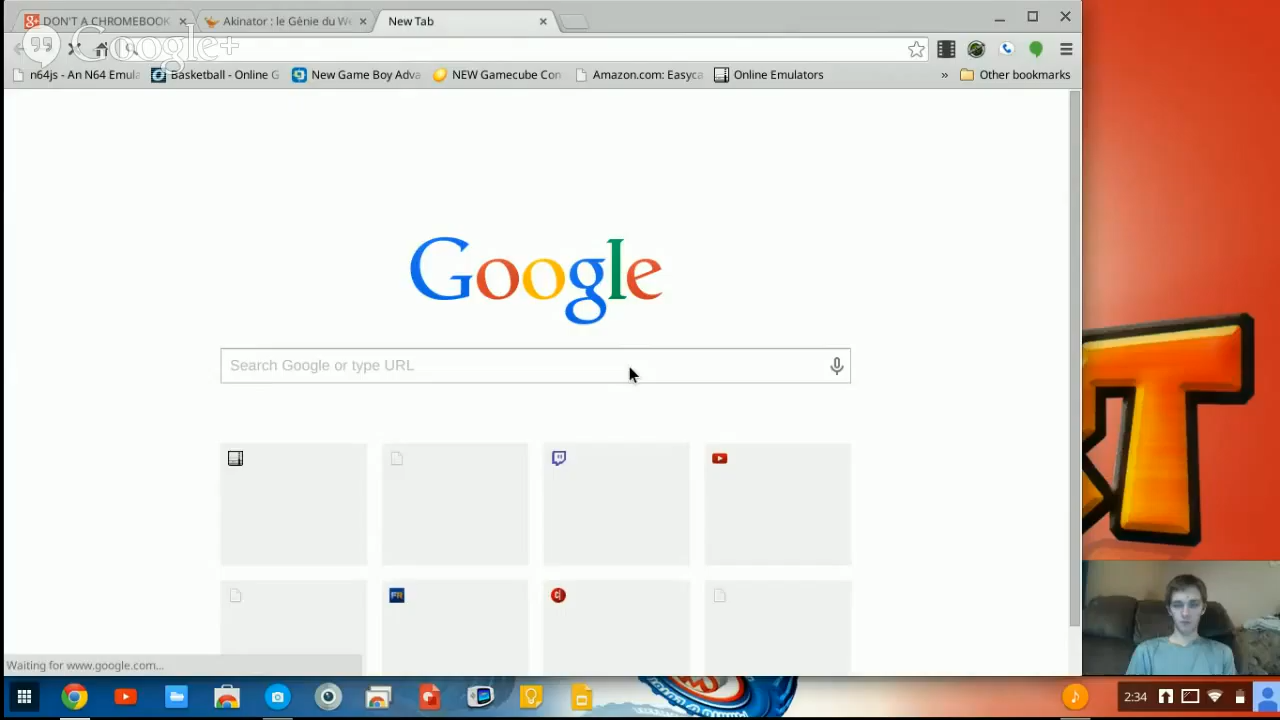 DON'T A CHROMEBOOK
Akinator : le Génie du We
New Tab
Google+
n64js - An N64 Emula
Basketball - Online G
New Game Boy Adva
NEW Gamecube Con
Amazon.com: Easyca
Online Emulators
»
Other bookmarks
Google
Search Google or type URL
FR
Waiting for www.google.com...
2:34